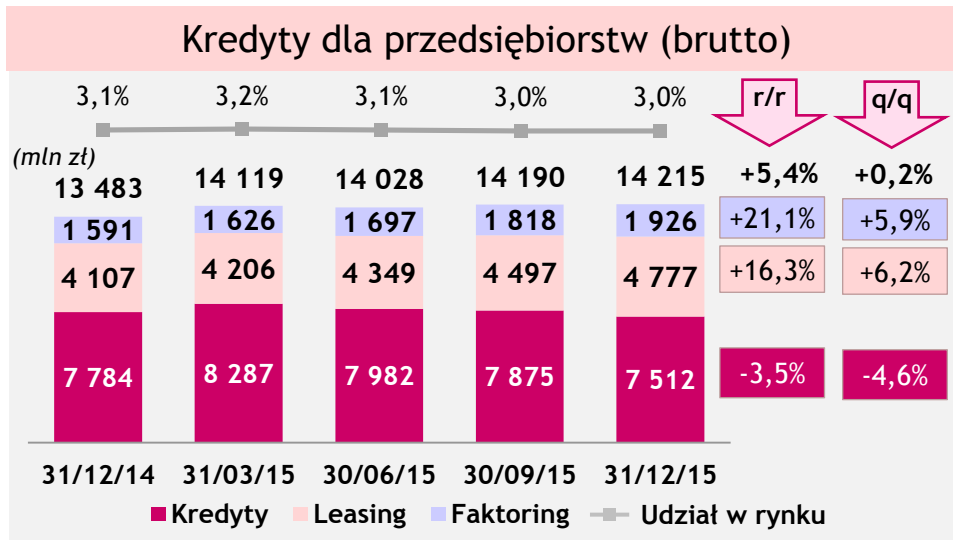 Kredyty dla przedsiębiorstw (brutto)
3,1% 3,2% 3,1% 3,0% 3,0% r/r q/q
(mln zł)
13 483 14 119 14 028 14 190 14 215 +5,4% +0,2%
1 591 1 626 1 697 1 818 1 926 +21,1% +5,9%
4 107 4 206 4 349 4 497 4 777 +16,3% +6,2%
7 784 8 287 7 982 7 875 7 512 -3,5% -4,6%
31/12/14 31/03/15 30/06/15 30/09/15 31/12/15
Kredyty Leasing Faktoring Udział w rynku